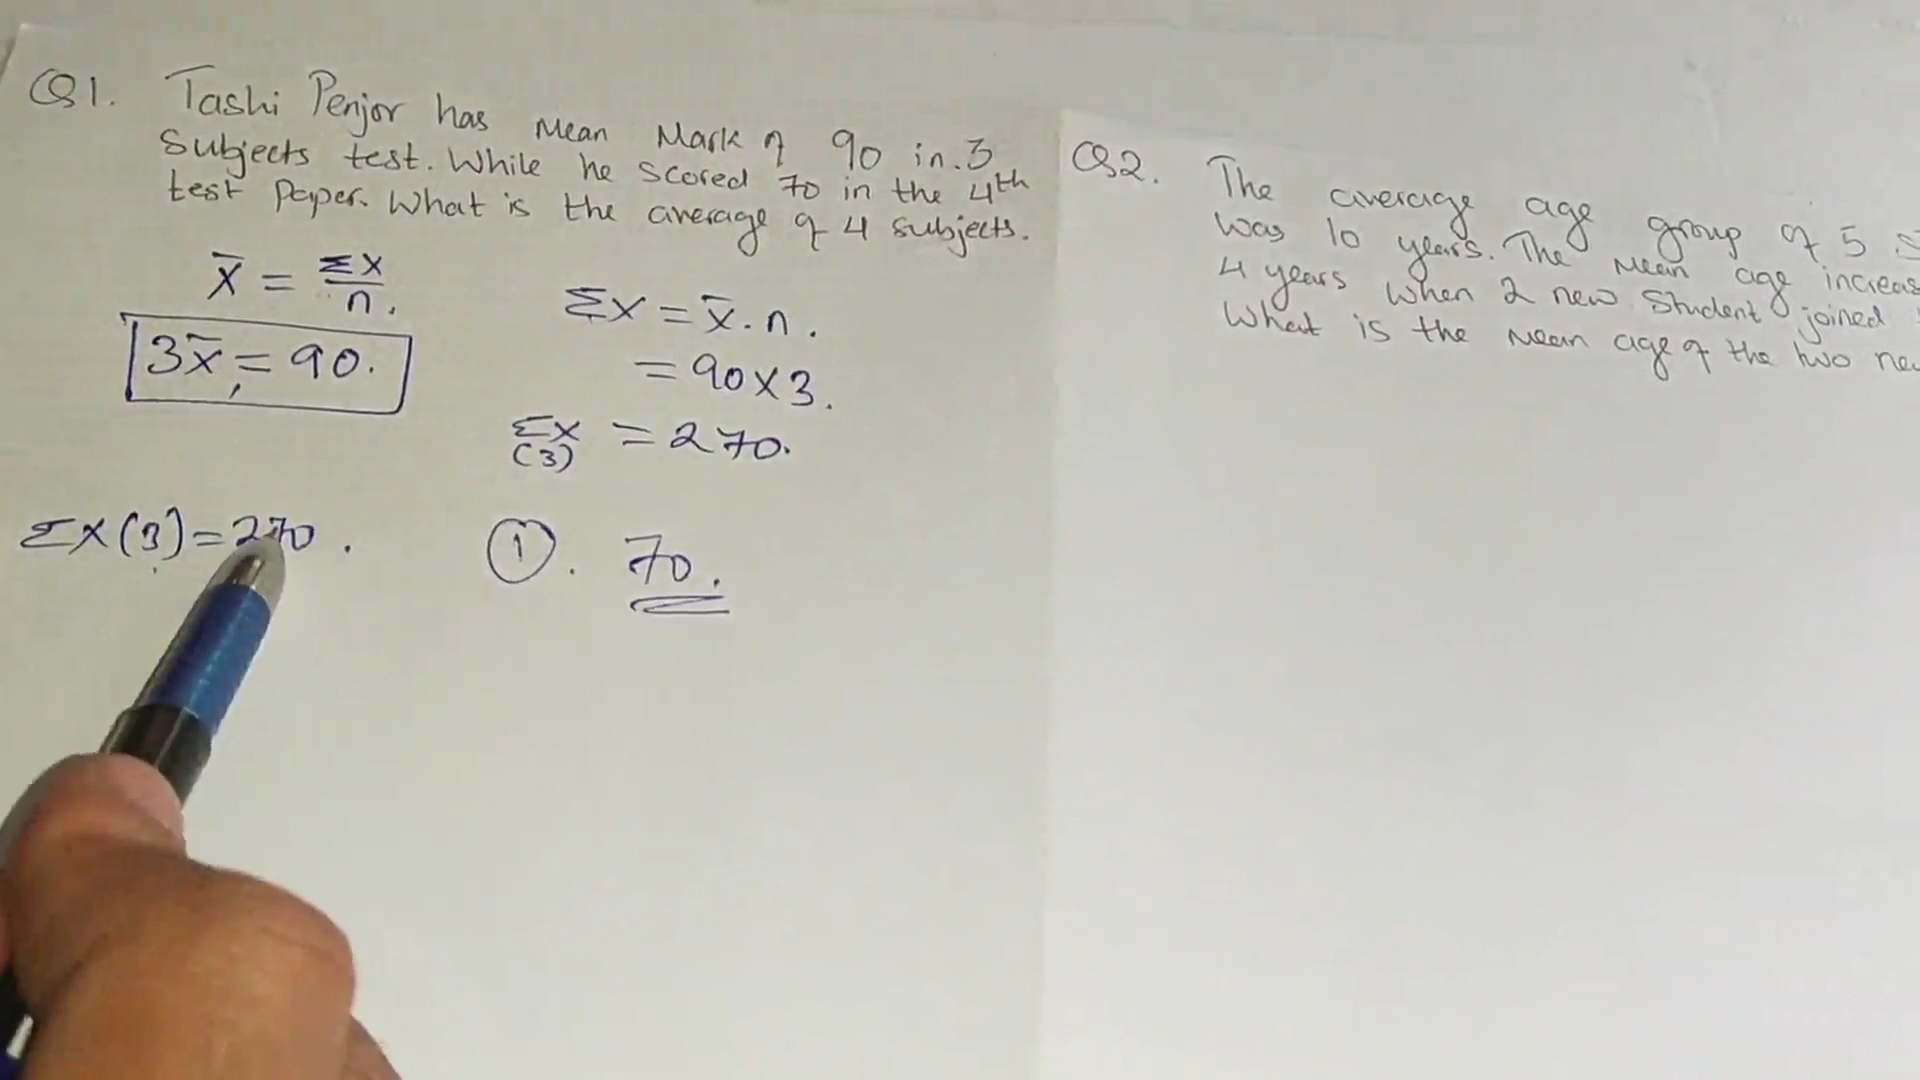 Q1. Tashi Penjor has mean Mark of 90 in 3
Subjects test. While he scored 70 in the 4th
test paper. What is the average of 4 subjects.
x̄ = Σx/n.
3x̄ = 90.
Σx = x̄ . n.
= 90 x 3.
Σx (3) = 270.
Σx (3) = 270.
①. 70.
Q2. The average age group of 5
was 10 years. The mean age increas
4 years when 2 new Student joined
What is the mean age of the two new